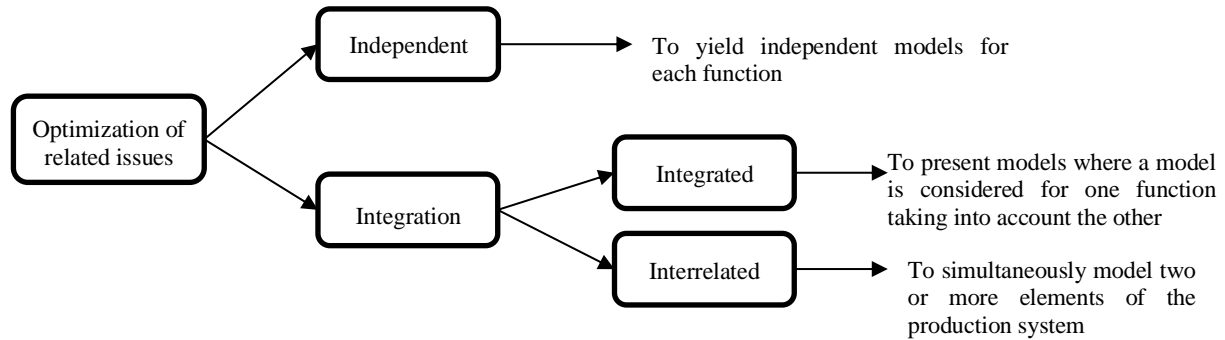 Independent
To yield independent models for
each function
Optimization of
related issues
Integration
Integrated
To present models where a model
is considered for one function
taking into account the other
Interrelated
To simultaneously model two
or more elements of the
production system